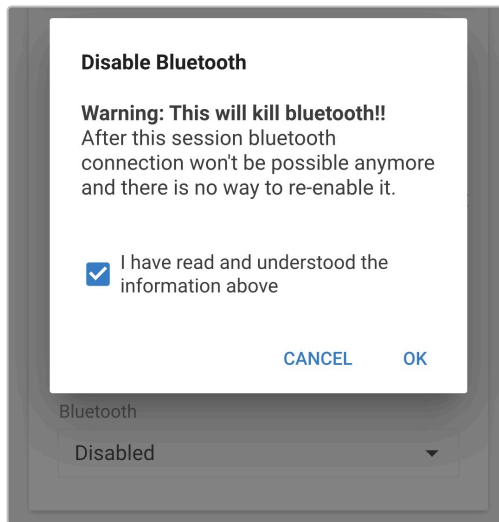 Disable Bluetooth
Warning: This will kill bluetooth!!
After this session bluetooth
connection won't be possible anymore
and there is no way to re-enable it.
I have read and understood the
information above
CANCEL OK
Bluetooth
Disabled